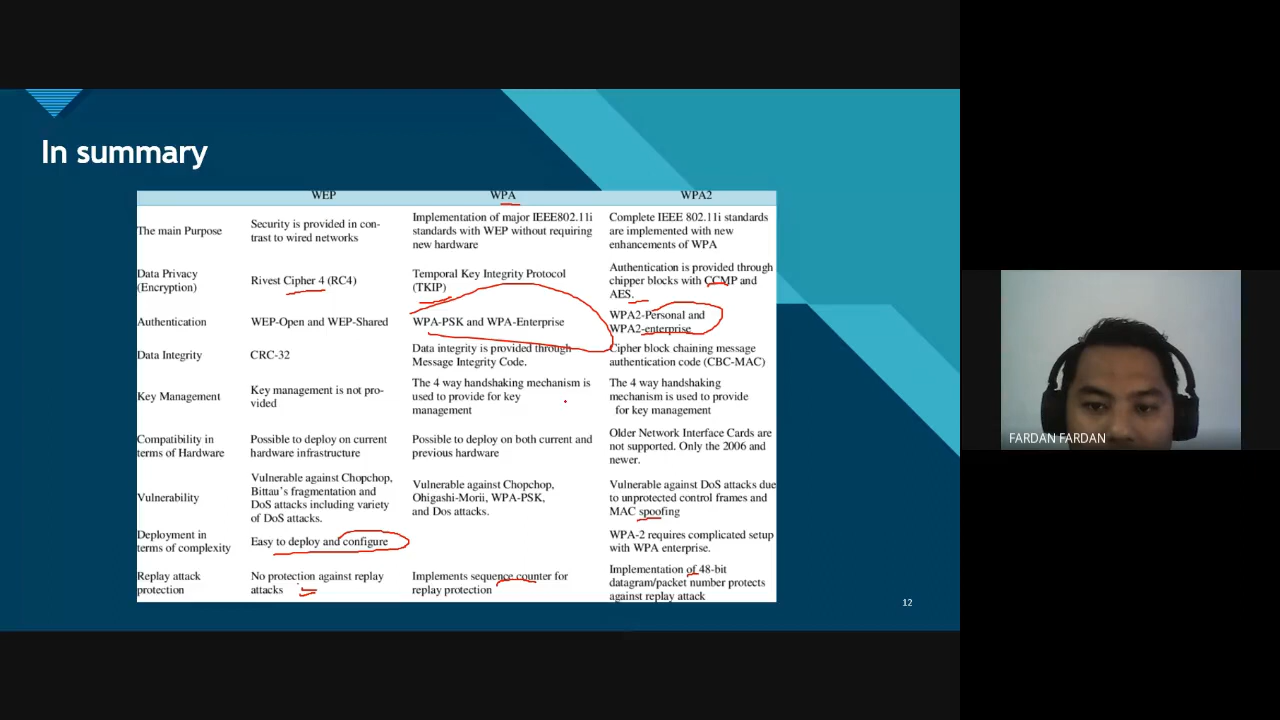 In summary
WEP WPA WPA2
The main Purpose
Security is provided in con-
trast to wired networks
Implementation of major IEEE802.11i
standards with WEP without requiring
new hardware
Complete IEEE 802.11i standards
are implemented with new
enhancements of WPA
Data Privacy
(Encryption)
Rivest Cipher 4 (RC4)
Temporal Key Integrity Protocol
(TKIP)
Authentication is provided through
chipper blocks with CCMP and
AES.
Authentication
WEP-Open and WEP-Shared
WPA-PSK and WPA-Enterprise
WPA2-Personal and
WPA2-enterprise
Data Integrity
CRC-32
Data integrity is provided through
Message Integrity Code.
Cipher block chaining message
authentication code (CBC-MAC)
Key Management
Key management is not pro-
vided
The 4 way handshaking mechanism is
used to provide for key
management
The 4 way handshaking
mechanism is used to provide
for key management
Compatibility in
terms of Hardware
Possible to deploy on current
hardware infrastructure
Possible to deploy on both current and
previous hardware
Older Network Interface Cards are
not supported. Only the 2006 and
newer.
Vulnerability
Vulnerable against Chopchop,
Bittau's fragmentation and
DoS attacks including variety
of DoS attacks.
Vulnerable against Chopchop,
Ohigashi-Morii, WPA-PSK,
and Dos attacks.
Vulnerable against DoS attacks due
to unprotected control frames and
MAC spoofing
Deployment in
terms of complexity
Easy to deploy and configure
WPA-2 requires complicated setup
with WPA enterprise.
Replay attack
protection
No protection against replay
attacks
Implements sequence counter for
replay protection
Implementation of 48-bit
datagram/packet number protects
against replay attack
12
FARDAN FARDAN